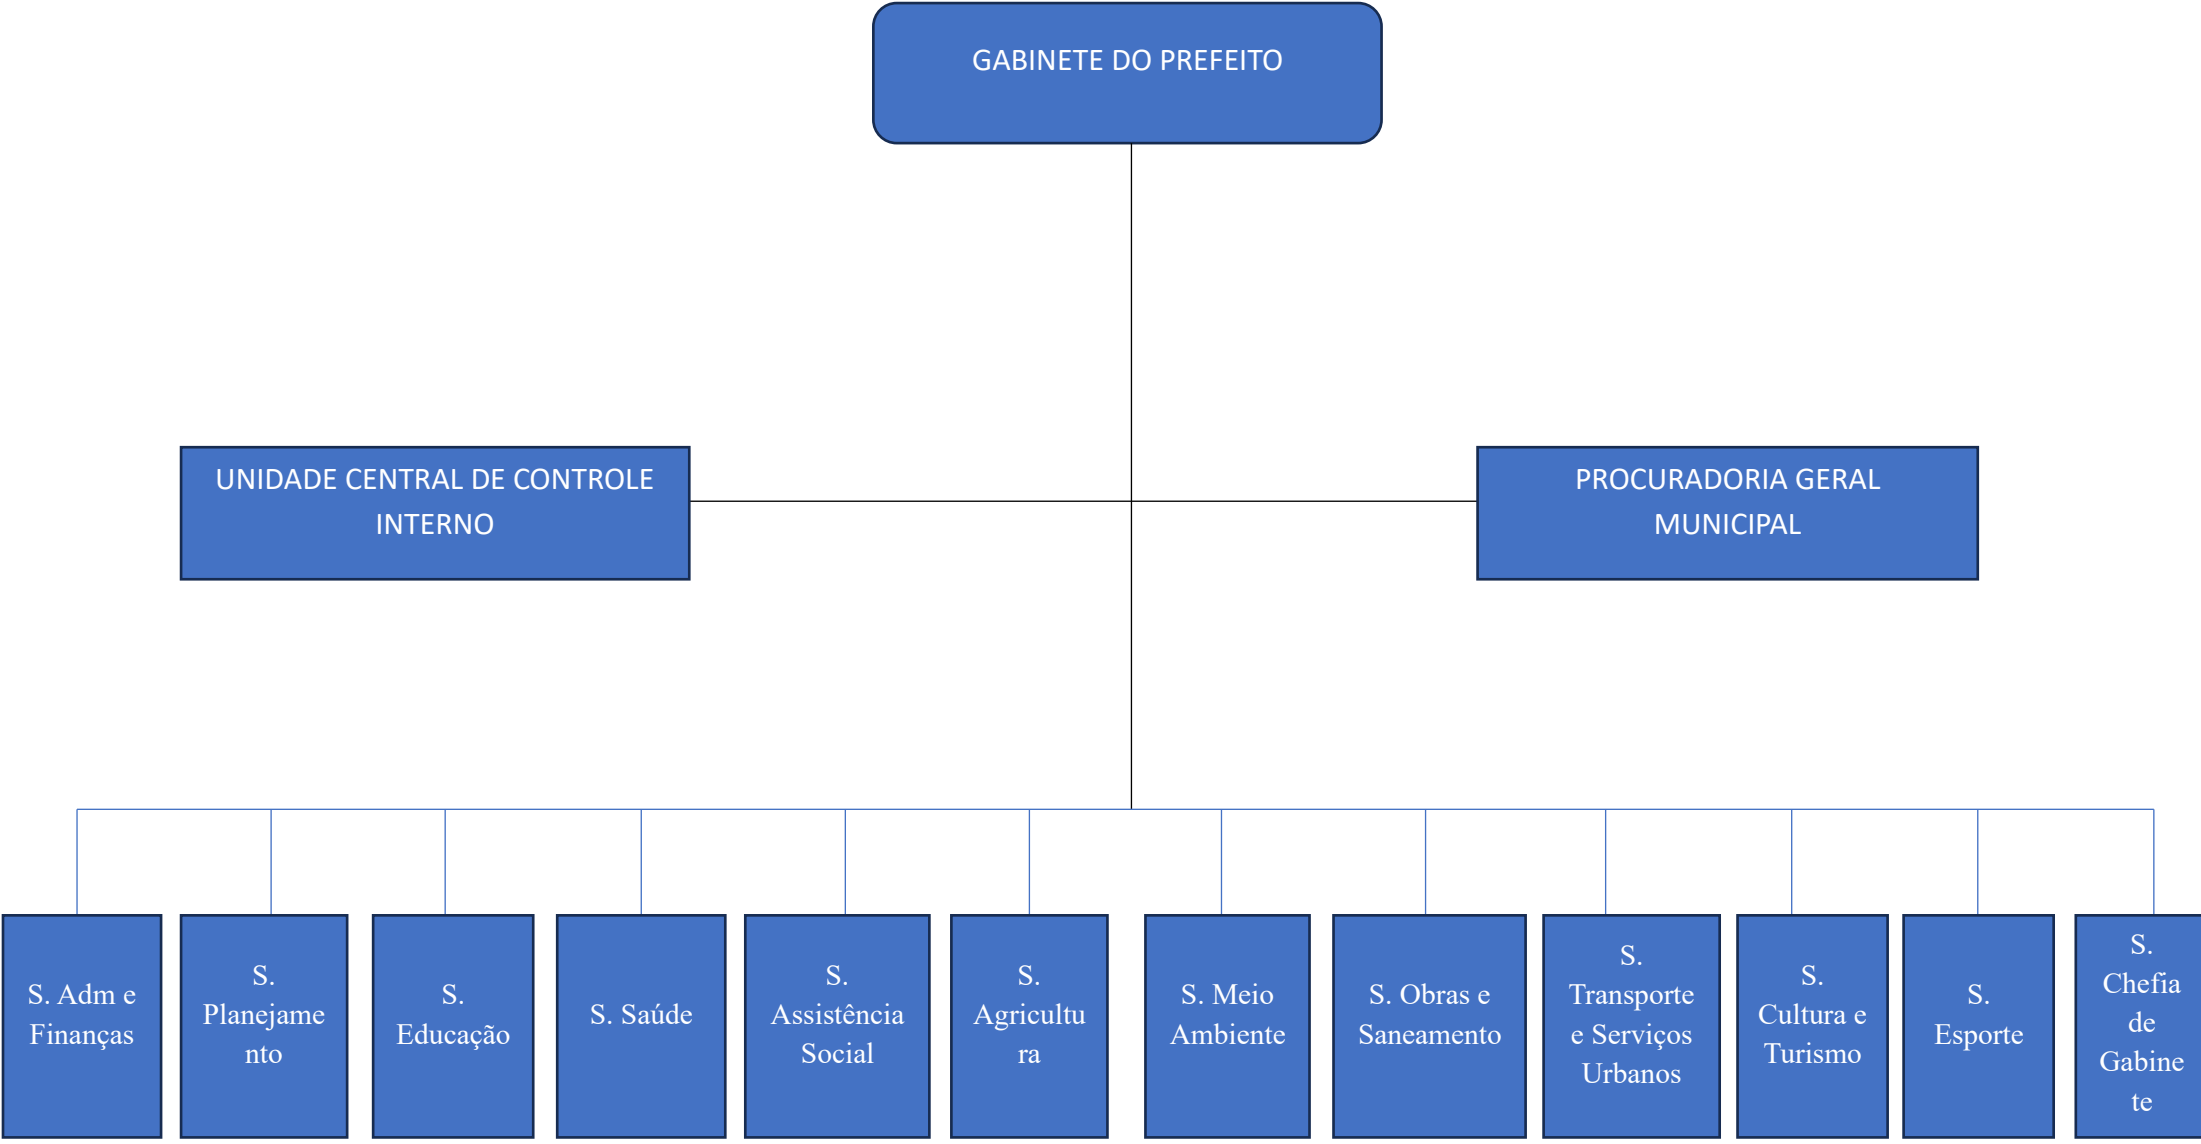 GABINETE DO PREFEITO
UNIDADE CENTRAL DE CONTROLE
INTERNO
PROCURADORIA GERAL
MUNICIPAL
S. Adm e
Finanças
S.
Planejame
nto
S.
Educação
S. Saúde
S.
Assistência
Social
S.
Agricultu
ra
S. Meio
Ambiente
S. Obras e
Saneamento
S.
Transporte
e Serviços
Urbanos
S.
Cultura e
Turismo
S.
Esporte
S.
Chefia
de
Gabine
te